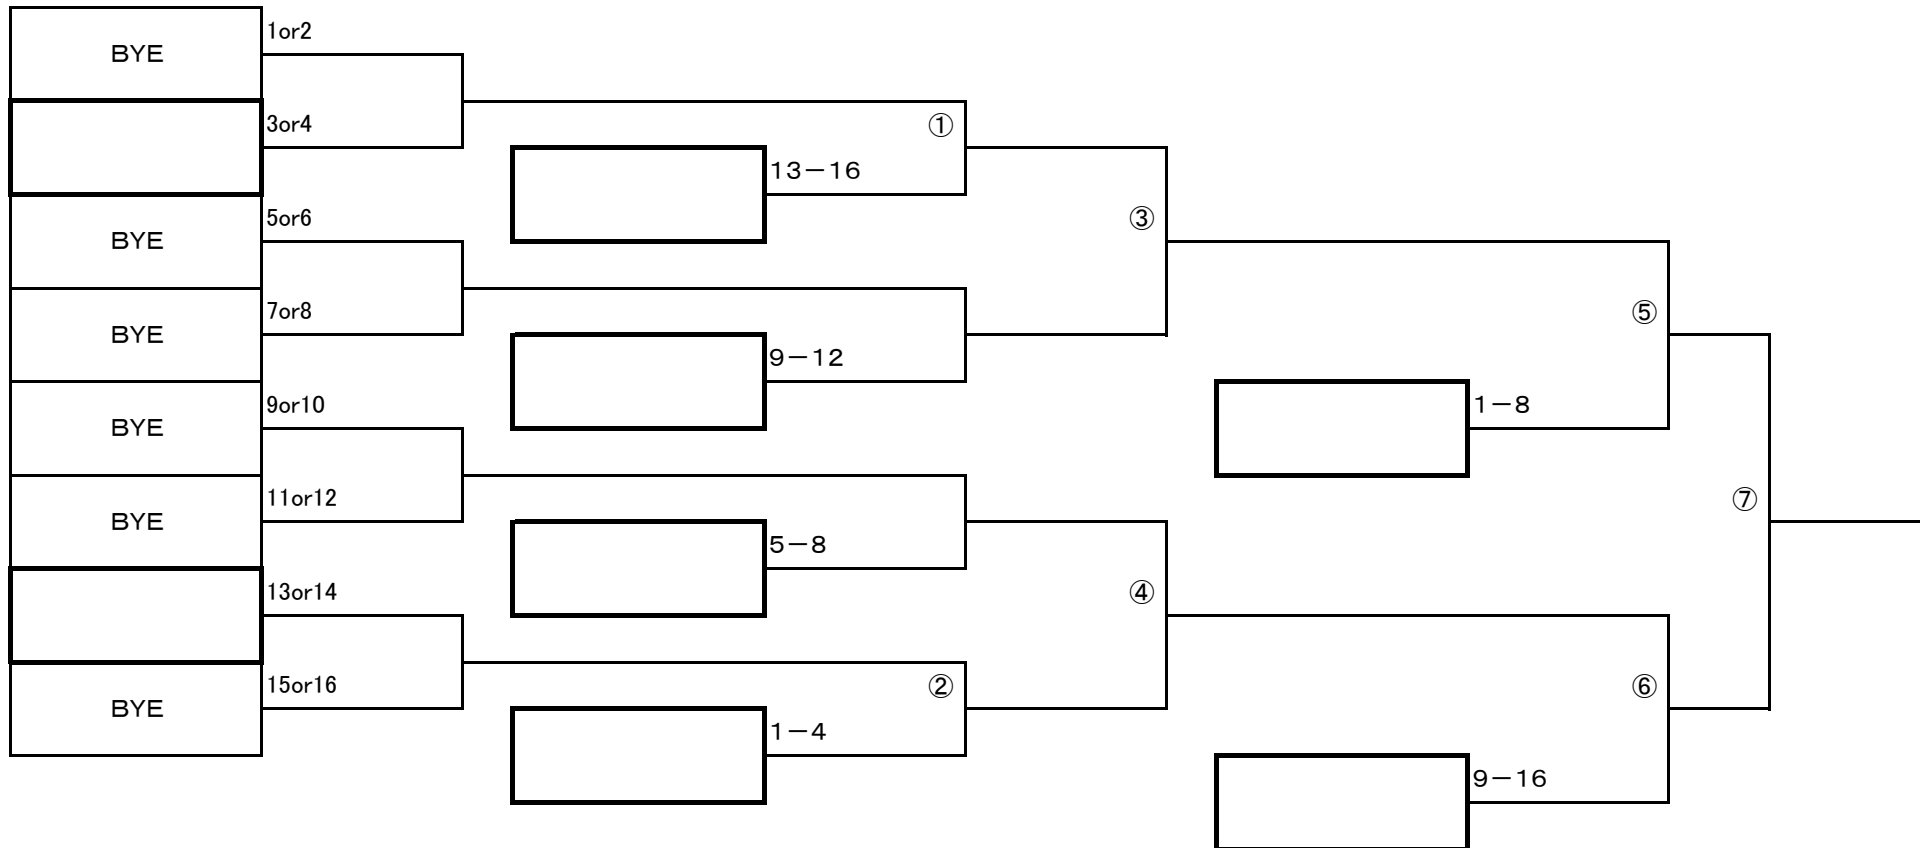 BYE
1or2
3or4
①
13－16
BYE
5or6
③
BYE
7or8
⑤
9－12
BYE
9or10
1－8
BYE
11or12
⑦
5－8
13or14
④
BYE
15or16
②
⑥
1－4
9－16